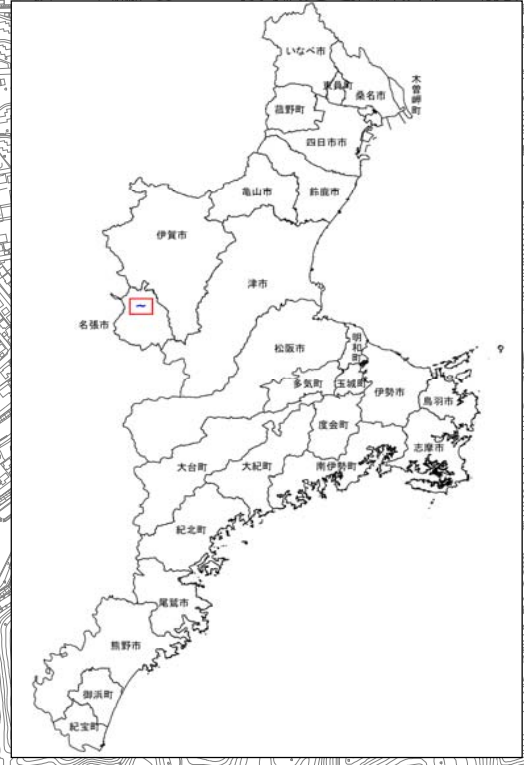 いなべ市
東員町
桑名市
木曽岬町
菰野町
四日市市
亀山市
鈴鹿市
伊賀市
津市
名張市
松阪市
明和町
多気町
玉城町
伊勢市
鳥羽市
度会町
志摩市
大台町
大紀町
南伊勢町
紀北町
尾鷲市
熊野市
御浜町
紀宝町